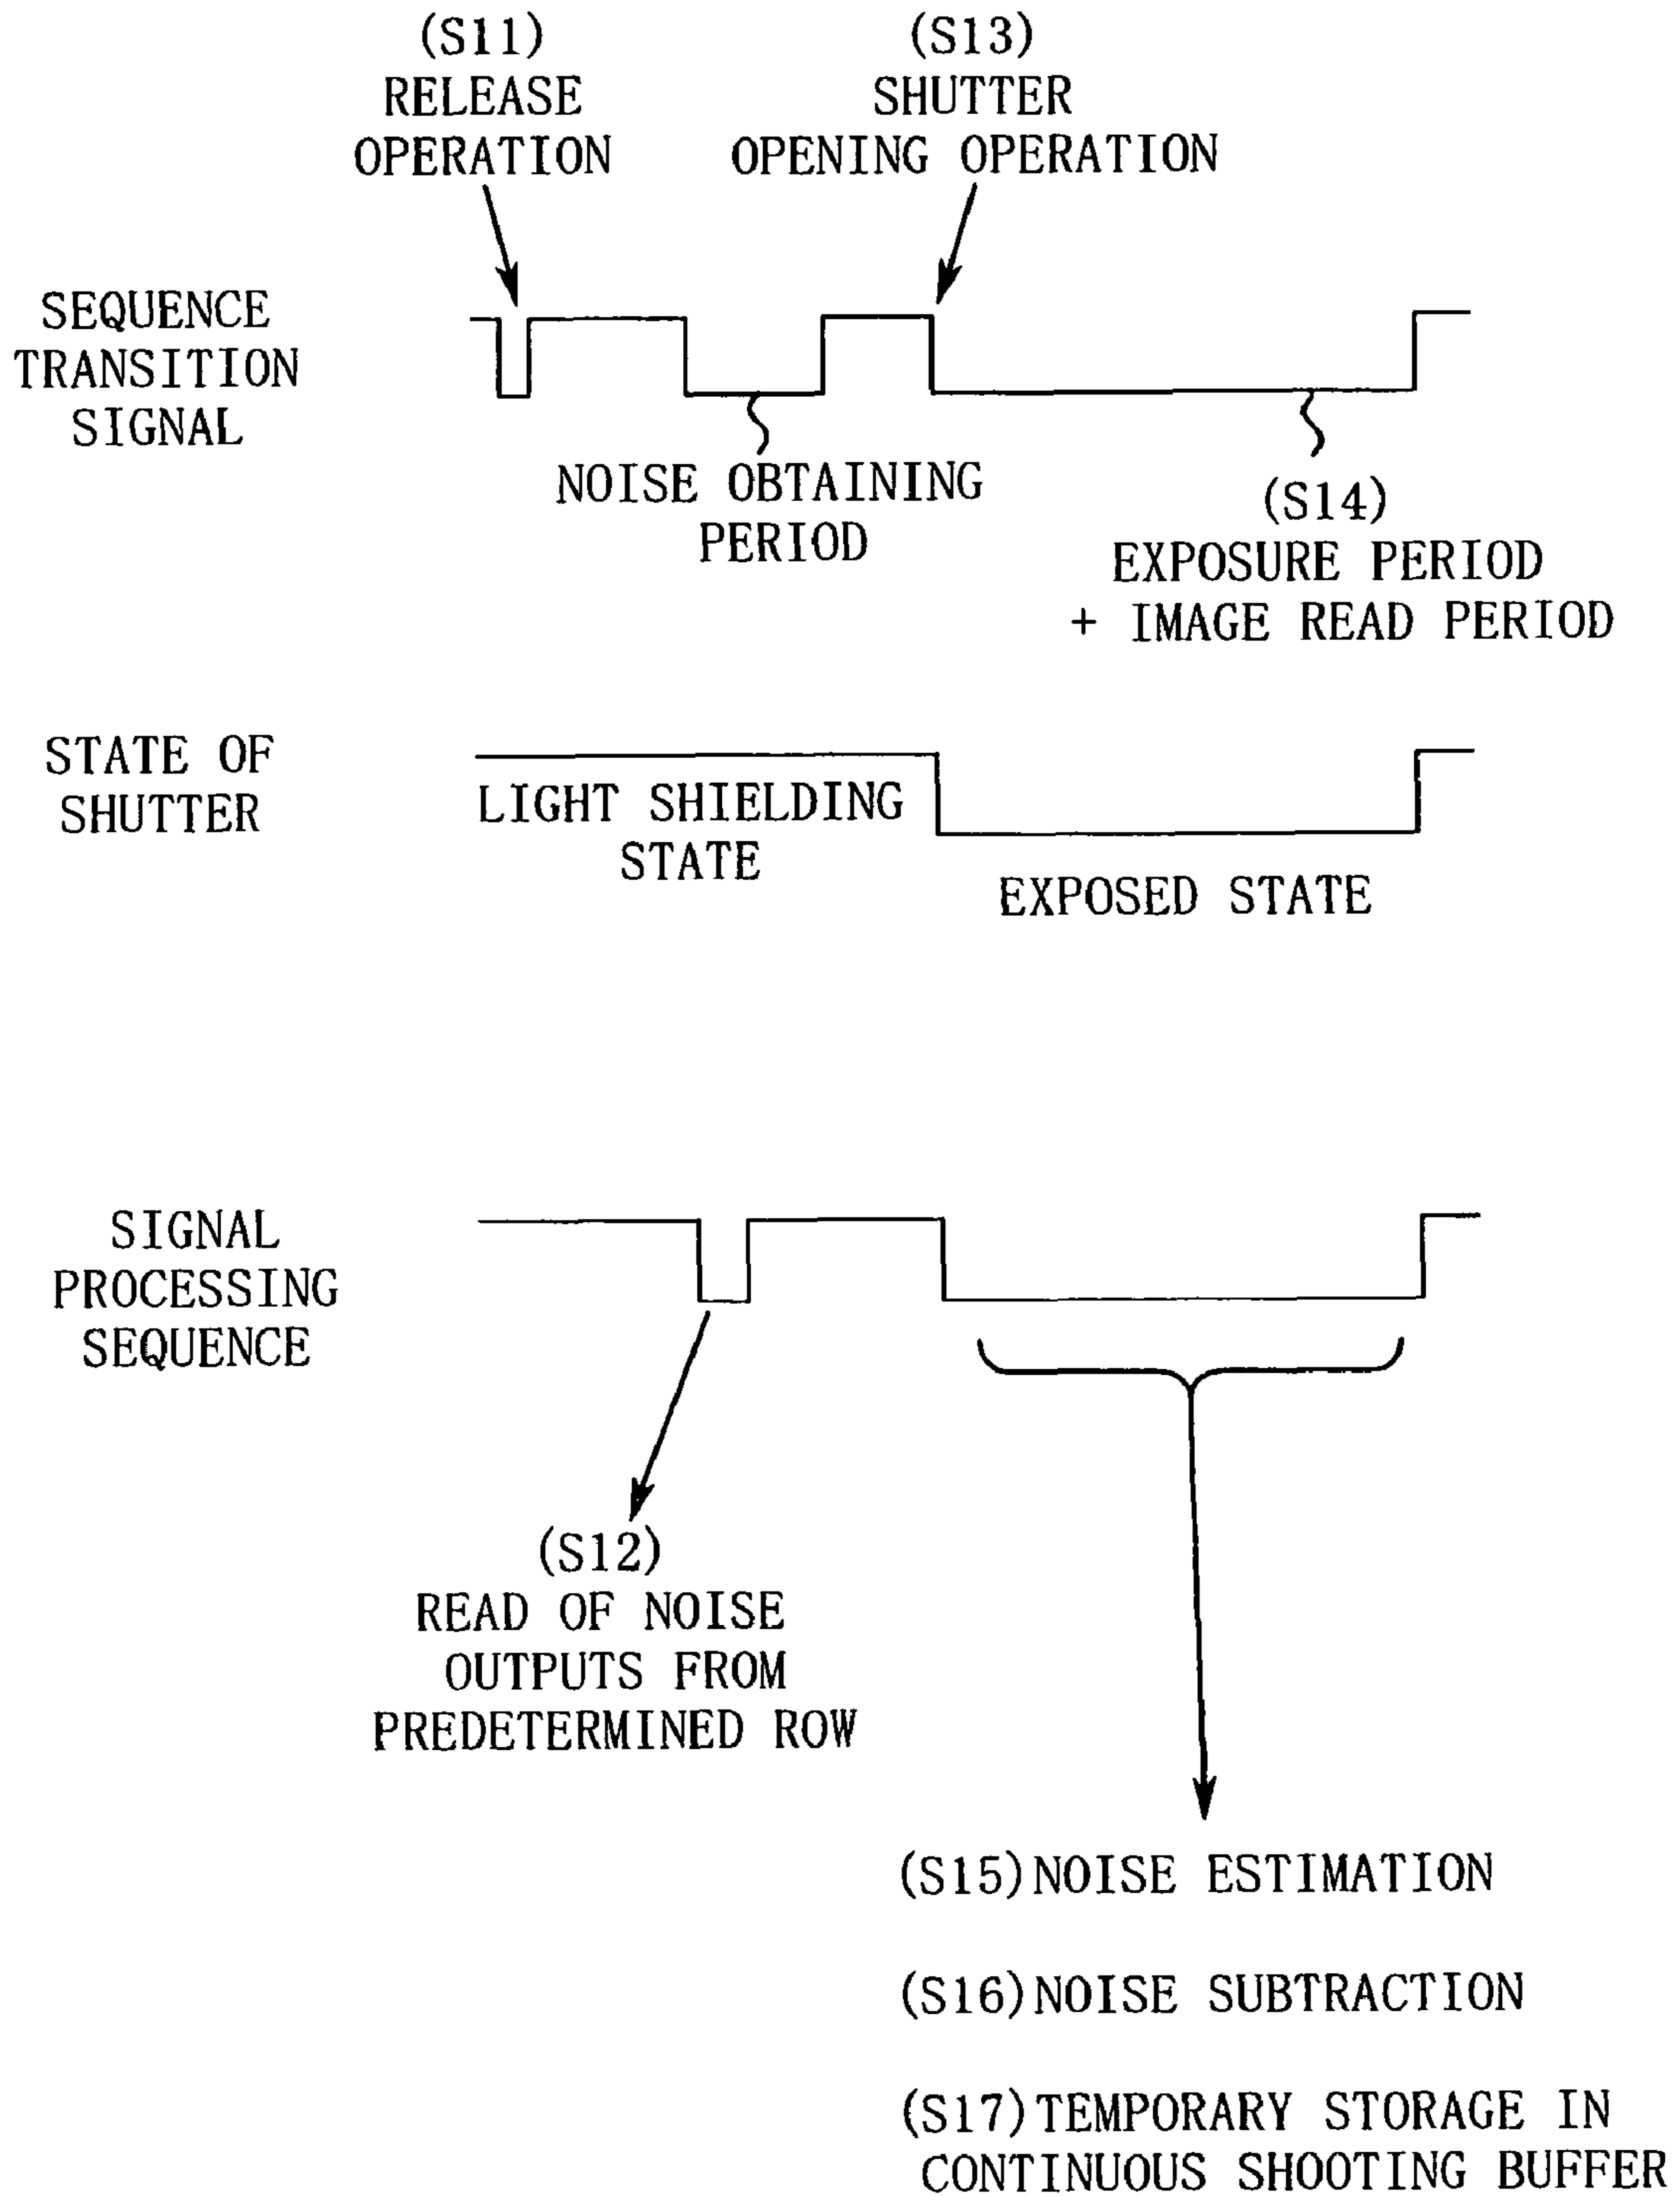 (S11)
RELEASE
OPERATION
(S13)
SHUTTER
OPENING OPERATION
SEQUENCE
TRANSITION
SIGNAL
NOISE OBTAINING
PERIOD
(S14)
EXPOSURE PERIOD
+ IMAGE READ PERIOD
STATE OF
SHUTTER
LIGHT SHIELDING
STATE
EXPOSED STATE
SIGNAL
PROCESSING
SEQUENCE
(S12)
READ OF NOISE
OUTPUTS FROM
PREDETERMINED ROW
(S15)NOISE ESTIMATION
(S16)NOISE SUBTRACTION
(S17)TEMPORARY STORAGE IN
CONTINUOUS SHOOTING BUFFER